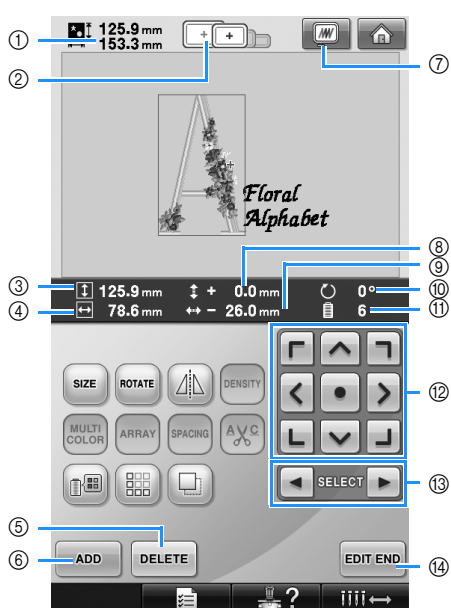 ① 125.9 mm
153.3 mm
②
⑦
Floral
Alphabet
⑧
⑨
③ 125.9 mm + 0.0 mm 0° ⑩
④ 78.6 mm − 26.0 mm 6 ⑪
SIZE ROTATE DENSITY
⑫
MULTI COLOR ARRAY SPACING A C
SELECT ⑬
⑤
⑥ ADD DELETE EDIT END
⑭
?